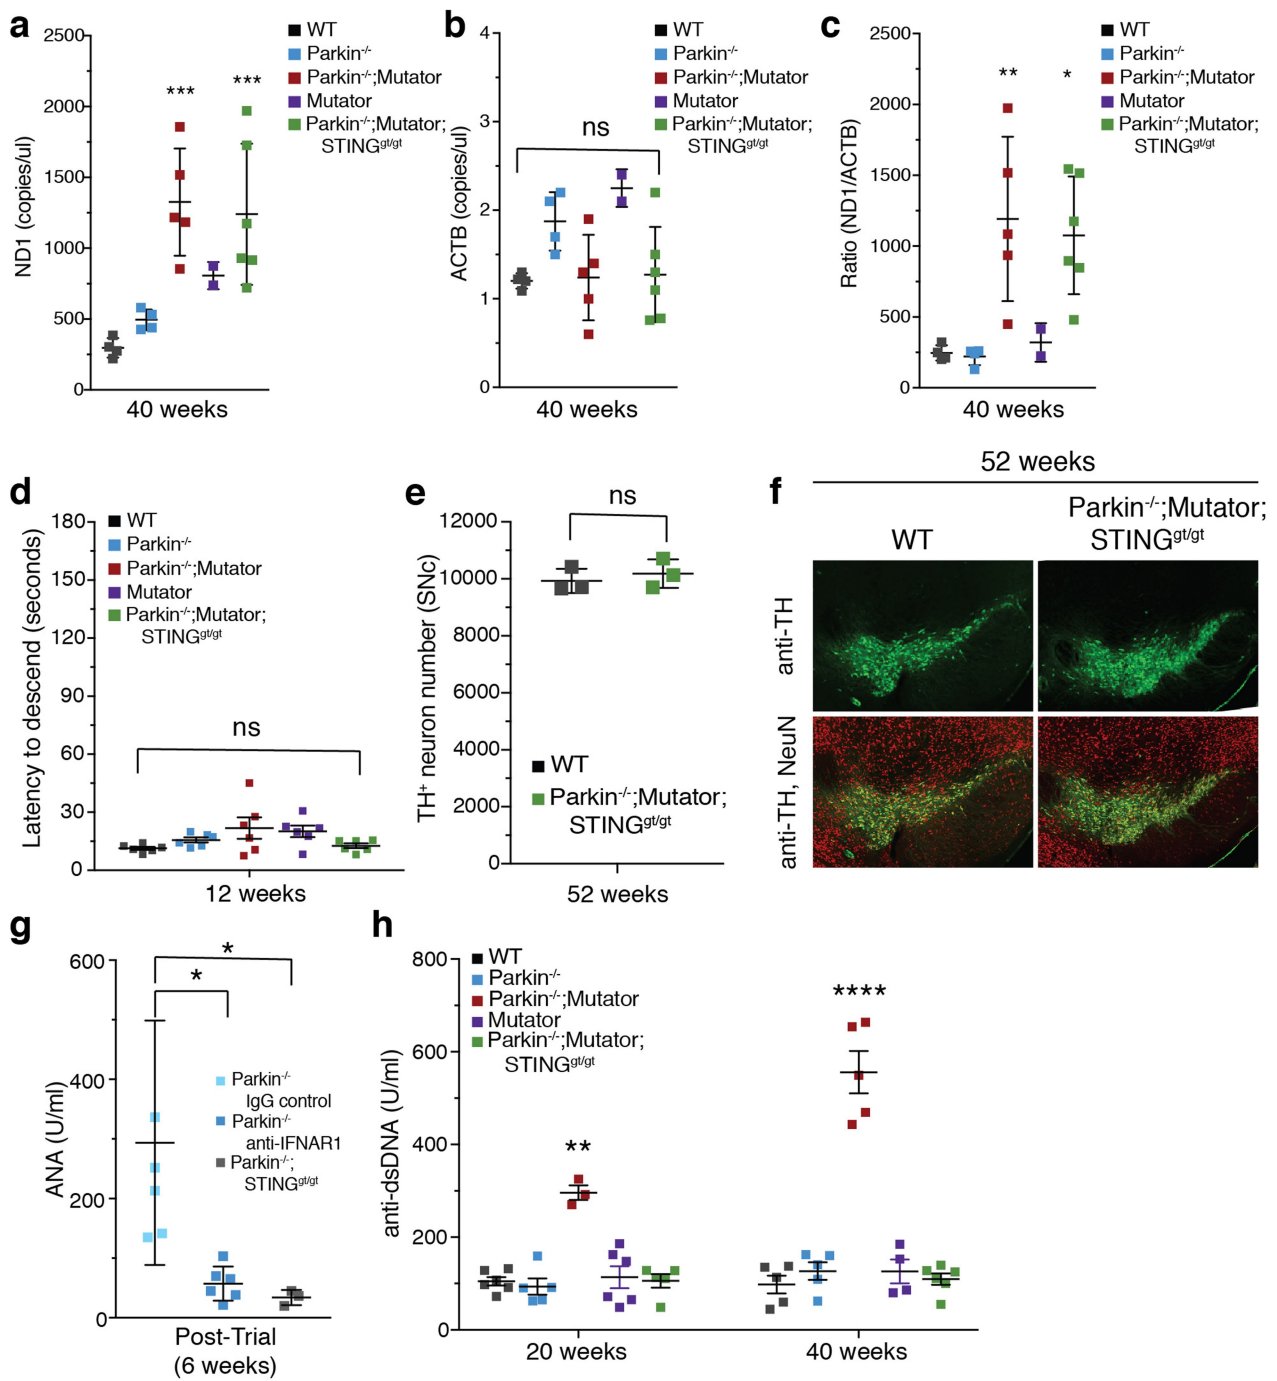 a
2500
2000
1500
1000
500
0
ND1 (copies/ul)
***
***
WT
Parkin-/-
Parkin-/-;Mutator
Mutator
Parkin-/-;Mutator;
STINGgt/gt
40 weeks
b
4
3
2
1
0
ACTB (copies/ul)
ns
WT
Parkin-/-
Parkin-/-;Mutator
Mutator
Parkin-/-;Mutator;
STINGgt/gt
40 weeks
c
2500
2000
1500
1000
500
0
Ratio (ND1/ACTB)
**
*
WT
Parkin-/-
Parkin-/-;Mutator
Mutator
Parkin-/-;Mutator;
STINGgt/gt
40 weeks
d
180
150
120
90
60
30
0
Latency to descend (seconds)
WT
Parkin-/-
Parkin-/-;Mutator
Mutator
Parkin-/-;Mutator;
STINGgt/gt
ns
12 weeks
e
12000
10000
8000
6000
4000
2000
0
TH+ neuron number (SNc)
ns
WT
Parkin-/-;Mutator;
STINGgt/gt
52 weeks
f
52 weeks
WT
Parkin-/-;Mutator;
STINGgt/gt
anti-TH
anti-TH, NeuN
g
600
400
200
0
ANA (U/ml)
*
*
Parkin-/-
IgG control
Parkin-/-
anti-IFNAR1
Parkin-/-;
STINGgt/gt
Post-Trial
(6 weeks)
h
800
600
400
200
0
anti-dsDNA (U/ml)
WT
Parkin-/-
Parkin-/-;Mutator
Mutator
Parkin-/-;Mutator;
STINGgt/gt
**
****
20 weeks
40 weeks